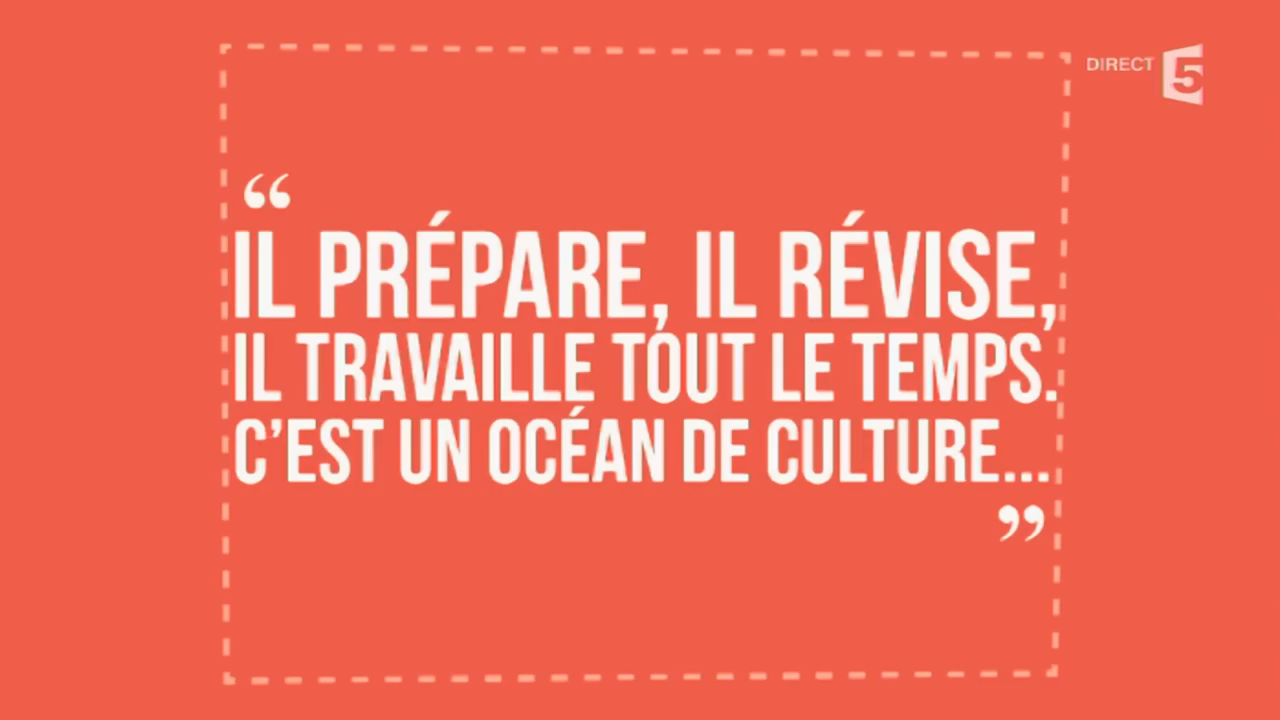 DIRECT 5
“
IL PRÉPARE, IL RÉVISE,
IL TRAVAILLE TOUT LE TEMPS.
C’EST UN OCÉAN DE CULTURE...
”